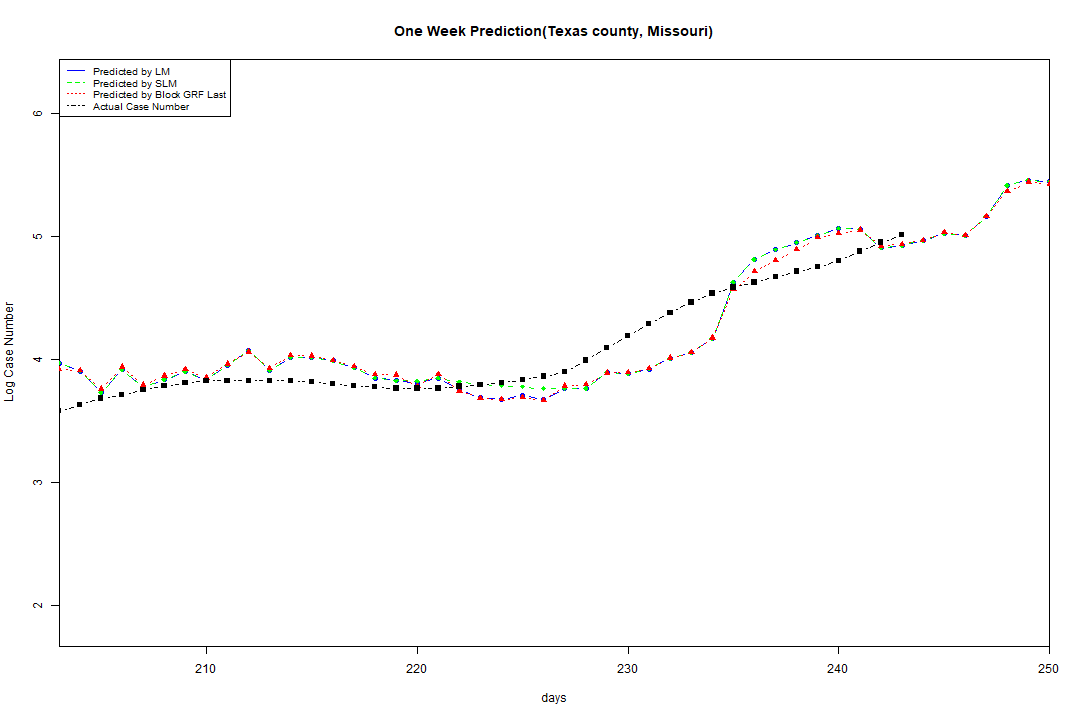 One Week Prediction(Texas county, Missouri)
Predicted by LM
Predicted by SLM
Predicted by Block GRF Last
Actual Case Number
6
5
4
3
2
Log Case Number
210 220 230 240 250
days